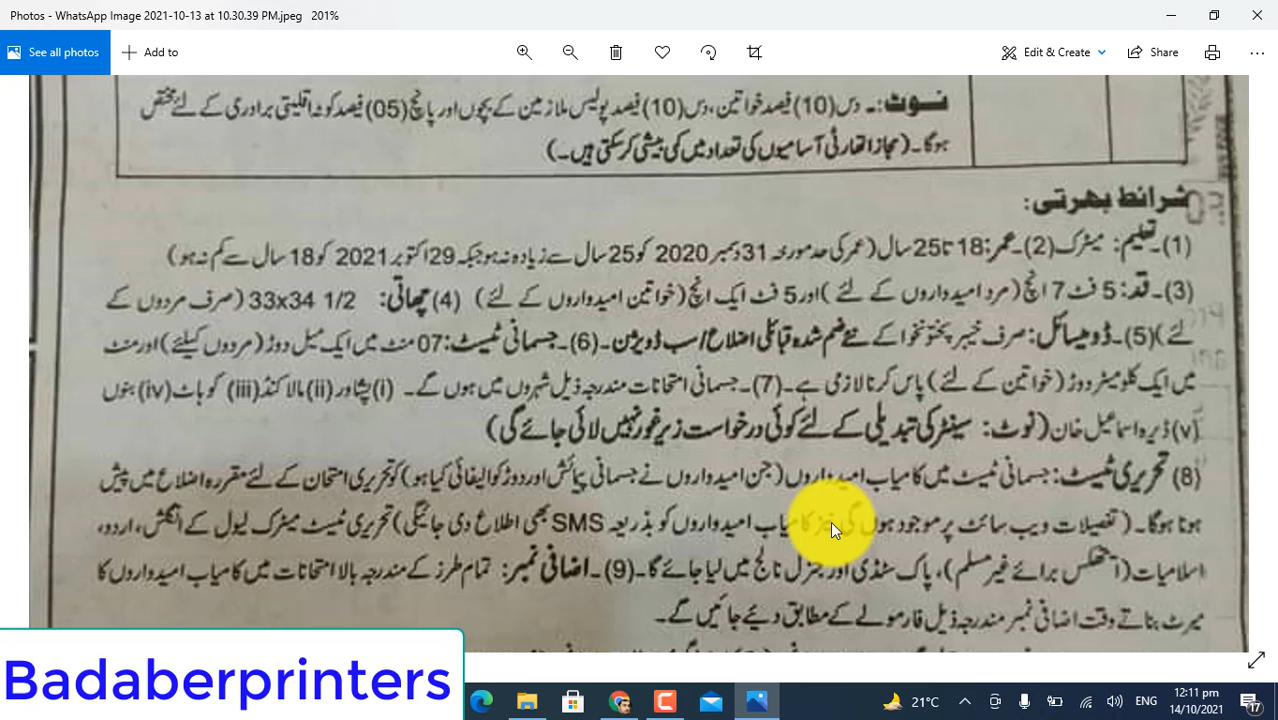 Photos - WhatsApp Image 2021-10-13 at 10.30.39 PM.jpeg 201%
See all photos
Add to
Edit & Create
Share
نوٹ:۔ دس (10) فیصد خواتین، دس (10) فیصد پولیس ملازمین کے بچوں اور پانچ (05) فیصد کوٹہ اقلیتی برادری کے لئے مختص
ہوگا۔ (مجاز اتھارٹی آسامیوں کی تعداد میں کمی بیشی کر سکتی ہیں۔)
شرائط بھرتی:
(1)۔ تعلیم: میٹرک (2)۔ عمر: 18 تا 25 سال (عمر کی حد مورخہ 31 دسمبر 2020 کو 25 سال سے زیادہ نہ ہو جبکہ 29 اکتوبر 2021 کو 18 سال سے کم نہ ہو)
(3)۔ قد: 5 فٹ 7 انچ (مرد امیدواروں کے لئے) اور 5 فٹ ایک انچ (خواتین امیدواروں کے لئے) (4) چھاتی: 33x34 1/2 (صرف مردوں کے
لئے) (5)۔ ڈومیسائل: صرف خیبر پختونخوا کے نئے ضم شدہ قبائلی اضلاع/سب ڈویژن۔ (6)۔ جسمانی ٹیسٹ: 07 منٹ میں ایک میل دوڑ (مردوں کیلئے) اور منٹ
میں ایک کلومیٹر دوڑ (خواتین کے لئے) پاس کرنا لازمی ہے۔ (7)۔ جسمانی امتحانات مندرجہ ذیل شہروں میں ہوں گے۔ (i) پشاور (ii) مالاکنڈ (iii) کوہاٹ (iv) بنوں
(v) ڈیرہ اسماعیل خان (نوٹ: سینٹر کی تبدیلی کے لئے کوئی درخواست زیر غور نہیں لائی جائے گی)
(8) تحریری ٹیسٹ: جسمانی ٹیسٹ میں کامیاب امیدواروں (جن امیدواروں نے جسمانی پیمائش اور دوڑ کوالیفائی کیا ہو) کو تحریری امتحان کے لئے مقررہ اضلاع میں پیش
ہونا ہوگا۔ (تفصیلات ویب سائٹ پر موجود ہوں گی نیز کامیاب امیدواروں کو بذریعہ SMS بھی اطلاع دی جائیگی) تحریری ٹیسٹ میٹرک لیول کے انگلش، اردو،
اسلامیات (آتھکس برائے غیر مسلم)، پاک سٹڈی اور جنرل نالج میں لیا جائے گا۔ (9)۔ اضافی نمبر: تمام طرز کے مندرجہ بالا امتحانات میں کامیاب امیدواروں کا
میرٹ بناتے وقت اضافی نمبر مندرجہ ذیل فارمولے کے مطابق دیئے جائیں گے۔
Badaberprinters
21°C
ENG
12:11 pm
14/10/2021
17